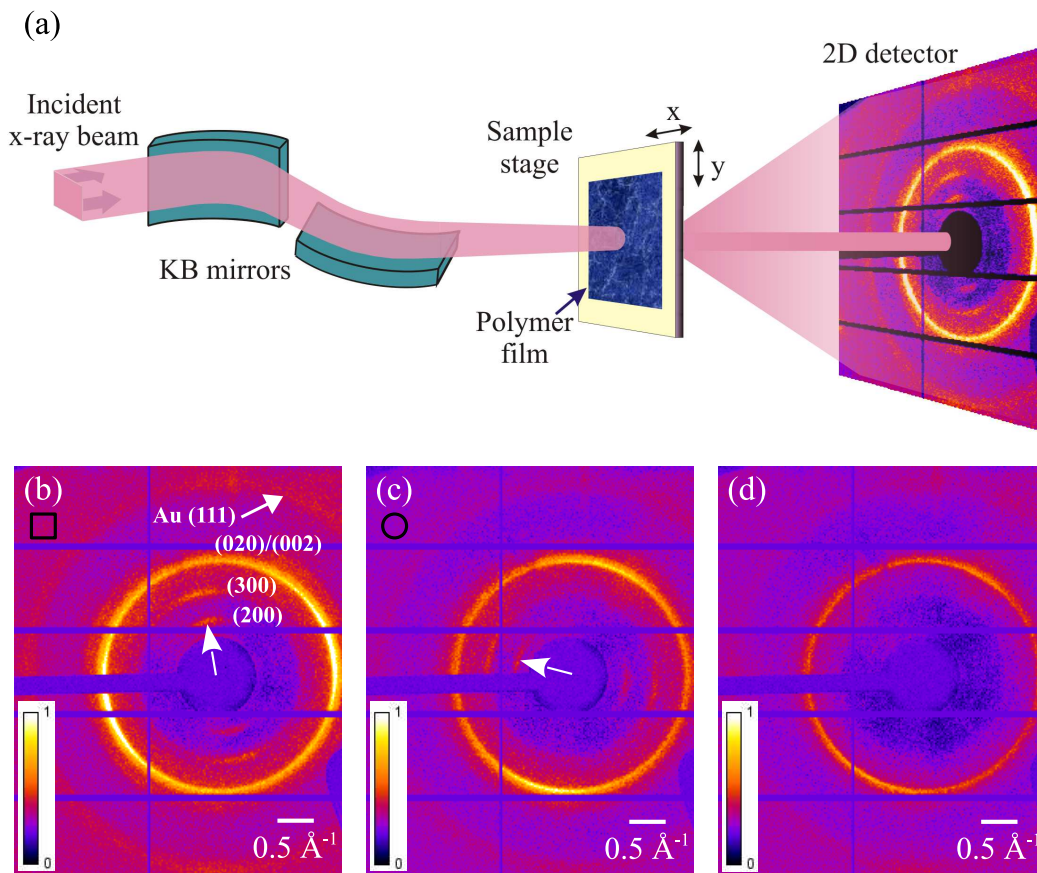 (a)
Incident
x-ray beam
KB mirrors
Sample
stage
x
y
Polymer
film
2D detector
(b)
Au (111)
(020)/(002)
(300)
(200)
1
0
0.5 Å⁻¹
(c)
1
0
0.5 Å⁻¹
(d)
1
0
0.5 Å⁻¹